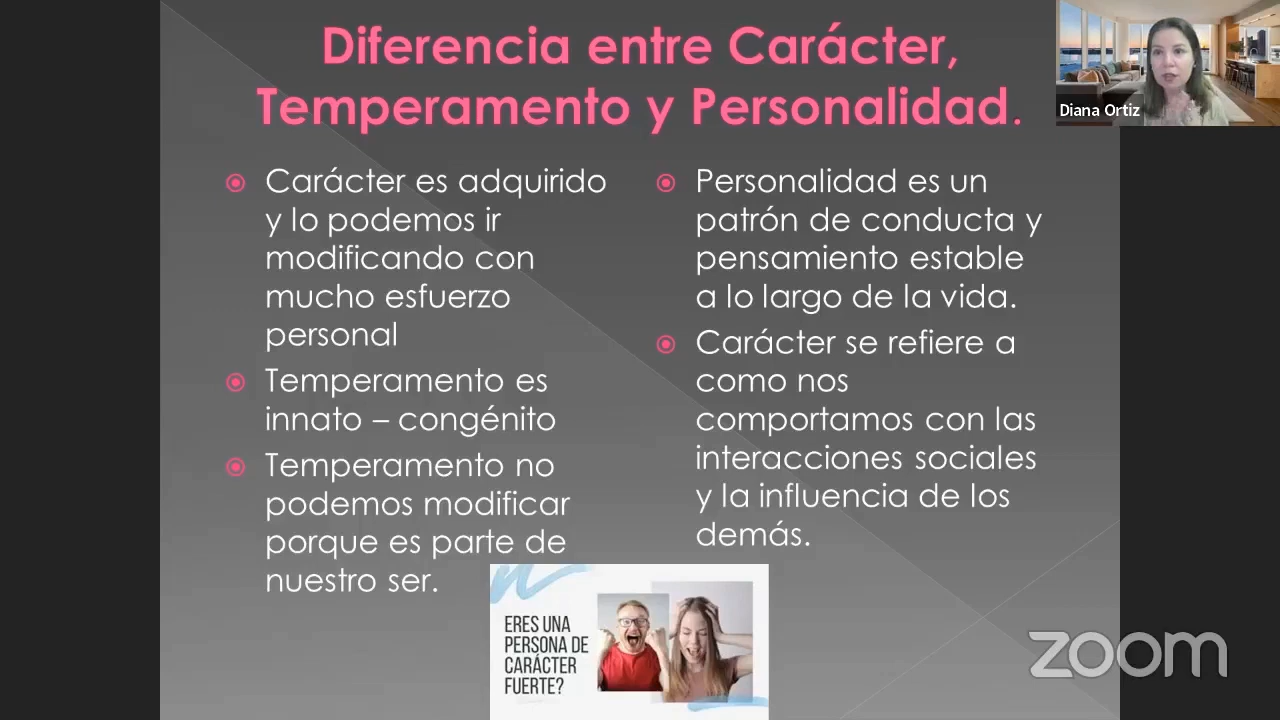 Diferencia entre Carácter,
Temperamento y Personalidad.
Carácter es adquirido
y lo podemos ir
modificando con
mucho esfuerzo
personal
Temperamento es
innato – congénito
Temperamento no
podemos modificar
porque es parte de
nuestro ser.
Personalidad es un
patrón de conducta y
pensamiento estable
a lo largo de la vida.
Carácter se refiere a
como nos
comportamos con las
interacciones sociales
y la influencia de los
demás.
ERES UNA
PERSONA DE
CARÁCTER
FUERTE?
Diana Ortiz
zoom